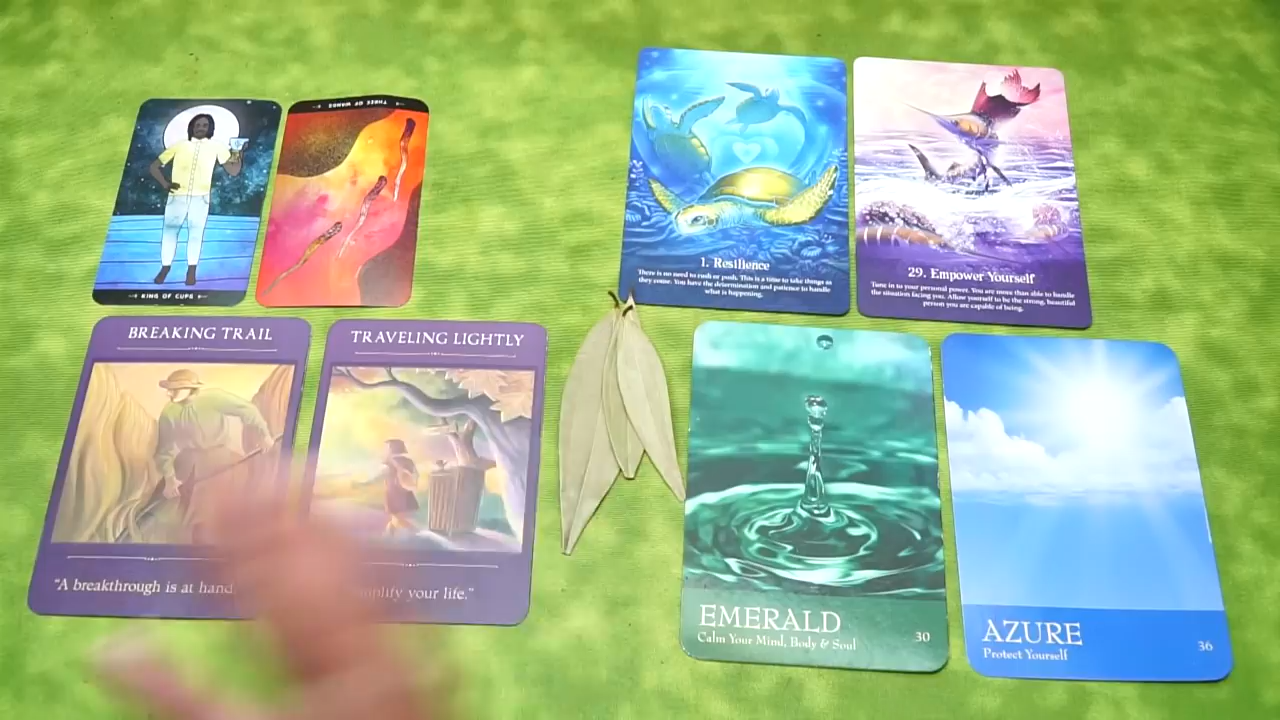 KING OF CUPS
THREE OF WANDS
1. Resilience
There is no need to rush or push. This is a time to take things as
they come. You have the determination and patience to handle
what is happening.
29. Empower Yourself
Tune in to your personal power. You are more than able to handle
the situation facing you. Allow yourself to be the strong, beautiful
person you are capable of being.
BREAKING TRAIL
"A breakthrough is at hand.
TRAVELING LIGHTLY
your life."
EMERALD
Calm Your Mind, Body & Soul
30
AZURE
Protect Yourself
36